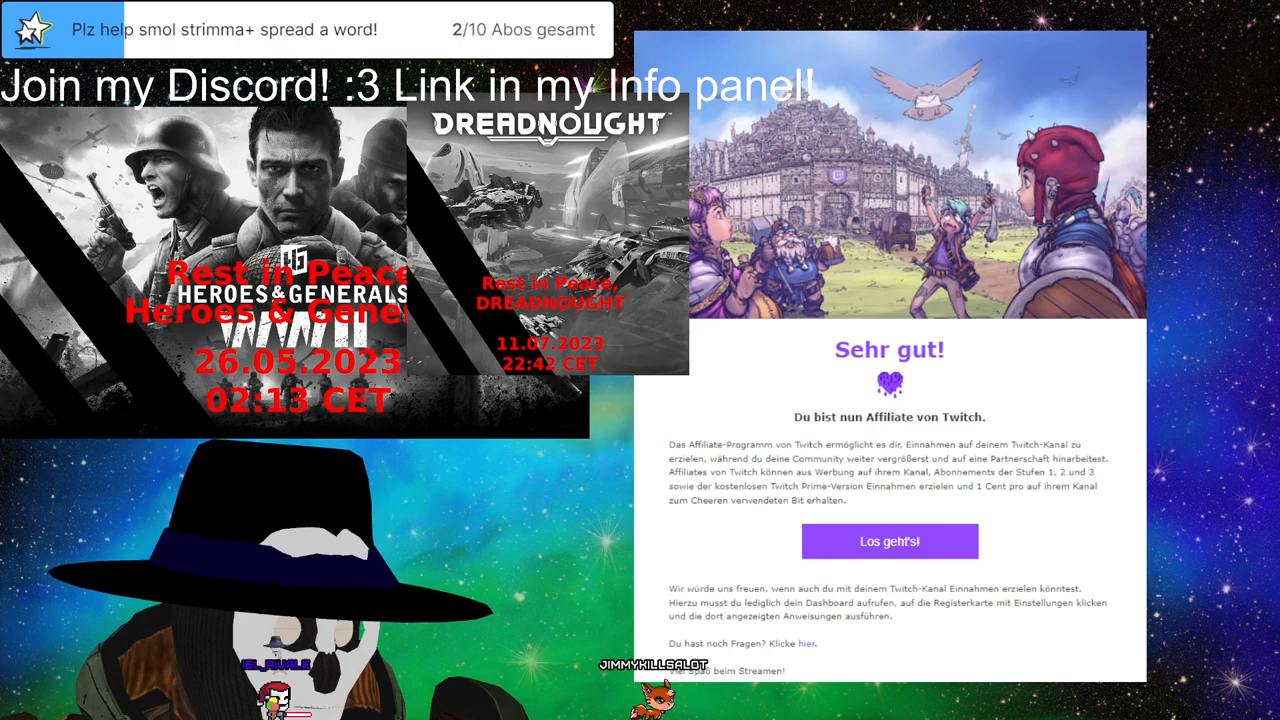 Plz help smol strimma+ spread a word!
2/10 Abos gesamt
Join my Discord! :3 Link in my Info panel!
DREADNOUGHT
Rest in Peace,
DREADNOUGHT
11.07.2023
22:42 CET
Rest in Peace
HEROES & GENERALS
Heroes & Gene
WWII
26.05.2023
02:13 CET
Sehr gut!
Du bist nun Affiliate von Twitch.
Das Affiliate-Programm von Twitch ermöglicht es dir, Einnahmen auf deinem Twitch-Kanal zu
erzielen, während du deine Community weiter vergrößerst und auf eine Partnerschaft hinarbeitest.
Affiliates von Twitch können aus Werbung auf ihrem Kanal, Abonnements der Stufen 1, 2 und 3
sowie der kostenlosen Twitch Prime-Version Einnahmen erzielen und 1 Cent pro auf ihrem Kanal
zum Cheeren verwendeten Bit erhalten.
Los geht's!
Wir würde uns freuen, wenn auch du mit deinem Twitch-Kanal Einnahmen erzielen könntest.
Hierzu musst du lediglich dein Dashboard aufrufen, auf die Registerkarte mit Einstellungen klicken
und die dort angezeigten Anweisungen ausführen.
Du hast noch Fragen? Klicke hier.
Viel Spaß beim Streamen!
IEL_RIVALE
JIMMYKILLSALOT